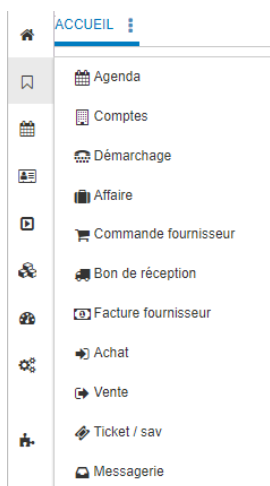 ACCUEIL
Agenda
Comptes
Démarchage
Affaire
Commande fournisseur
Bon de réception
Facture fournisseur
Achat
Vente
Ticket / sav
Messagerie